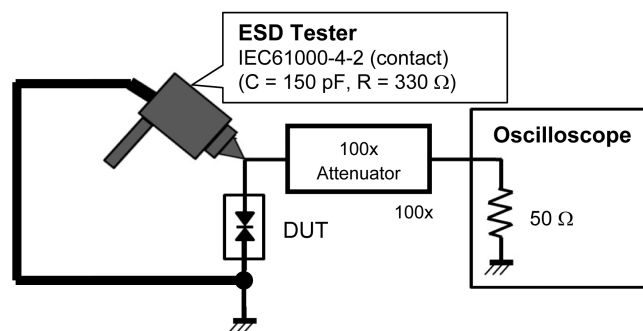 ESD Tester
IEC61000-4-2 (contact)
(C = 150 pF, R = 330 Ω)
Oscilloscope
100x
Attenuator
100x
50 Ω
DUT